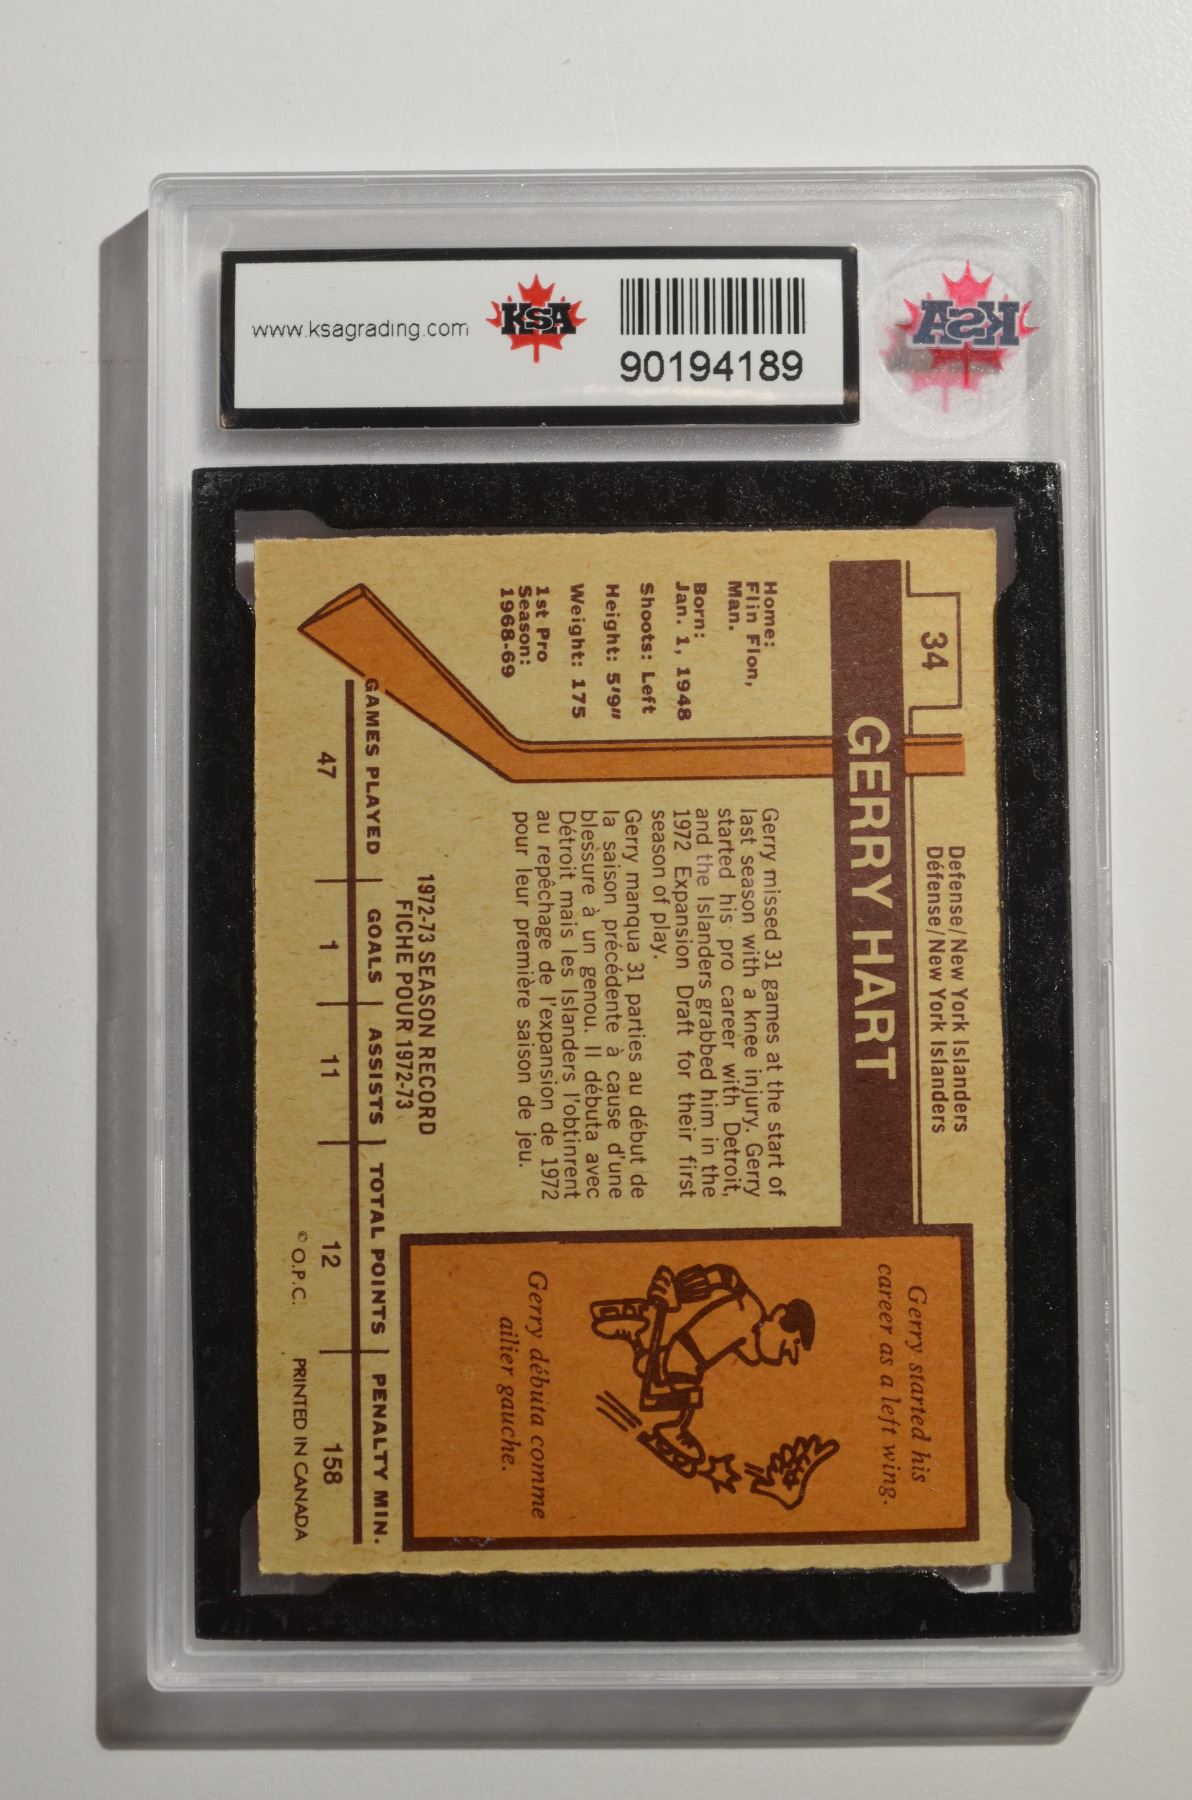 www.ksagrading.com
KSA
90194189
KSA
34
Defense/New York Islanders
Défense/New York Islanders
GERRY HART
Home:
Flin Flon,
Man.
Born:
Jan. 1, 1948
Shoots: Left
Height: 5'9"
Weight: 175
1st Pro
Season:
1968-69
Gerry missed 31 games at the start of
last season with a knee injury. Gerry
started his pro career with Detroit,
and the Islanders grabbed him in the
1972 Expansion Draft for their first
season of play.
Gerry manqua 31 parties au début de
la saison précédente à cause d'une
blessure à un genou. Il débuta avec
Détroit mais les Islanders l'obtinrent
au repêchage de l'expansion de 1972
pour leur première saison de jeu.
Gerry started his
career as a left wing.
Gerry débuta comme
ailier gauche.
1972-73 SEASON RECORD
FICHE POUR 1972-73
GAMES PLAYED GOALS ASSISTS TOTAL POINTS PENALTY MIN.
47 1 11 12 158
© O.P.C. PRINTED IN CANADA